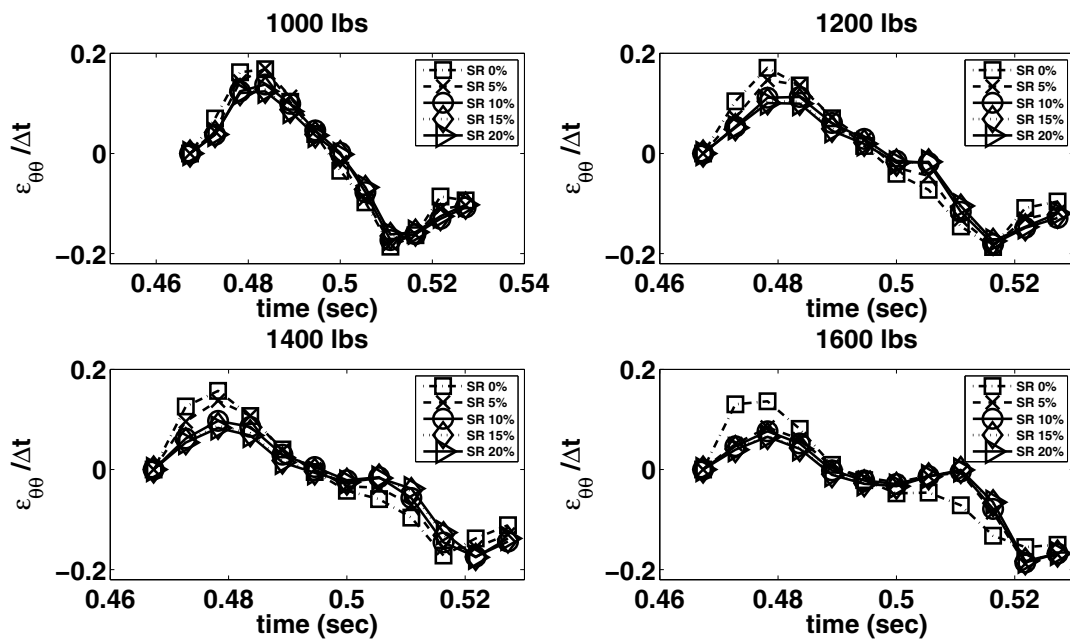 1000 lbs
0.2
0
−0.2
ε_θθ /Δt
0.46
0.48
0.5
0.52
0.54
time (sec)
SR 0%
SR 5%
SR 10%
SR 15%
SR 20%
1200 lbs
0.2
0
−0.2
ε_θθ /Δt
0.46
0.48
0.5
0.52
time (sec)
SR 0%
SR 5%
SR 10%
SR 15%
SR 20%
1400 lbs
0.2
0
−0.2
ε_θθ /Δt
0.46
0.48
0.5
0.52
time (sec)
SR 0%
SR 5%
SR 10%
SR 15%
SR 20%
1600 lbs
0.2
0
−0.2
ε_θθ /Δt
0.46
0.48
0.5
0.52
time (sec)
SR 0%
SR 5%
SR 10%
SR 15%
SR 20%